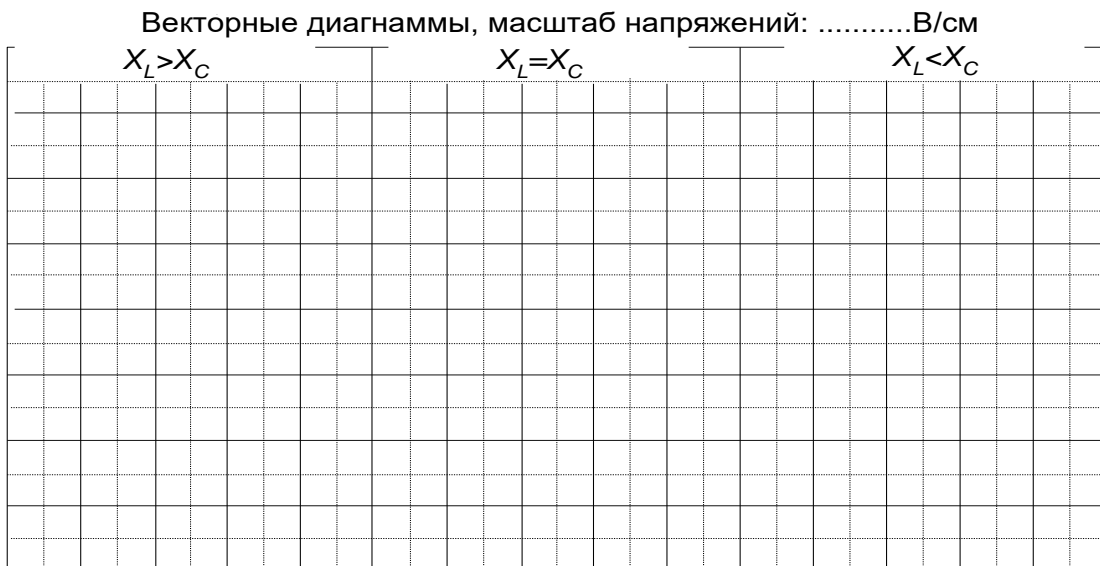 Векторные диагнаммы, масштаб напряжений: ...........В/см
X_L>X_C X_L=X_C X_L<X_C